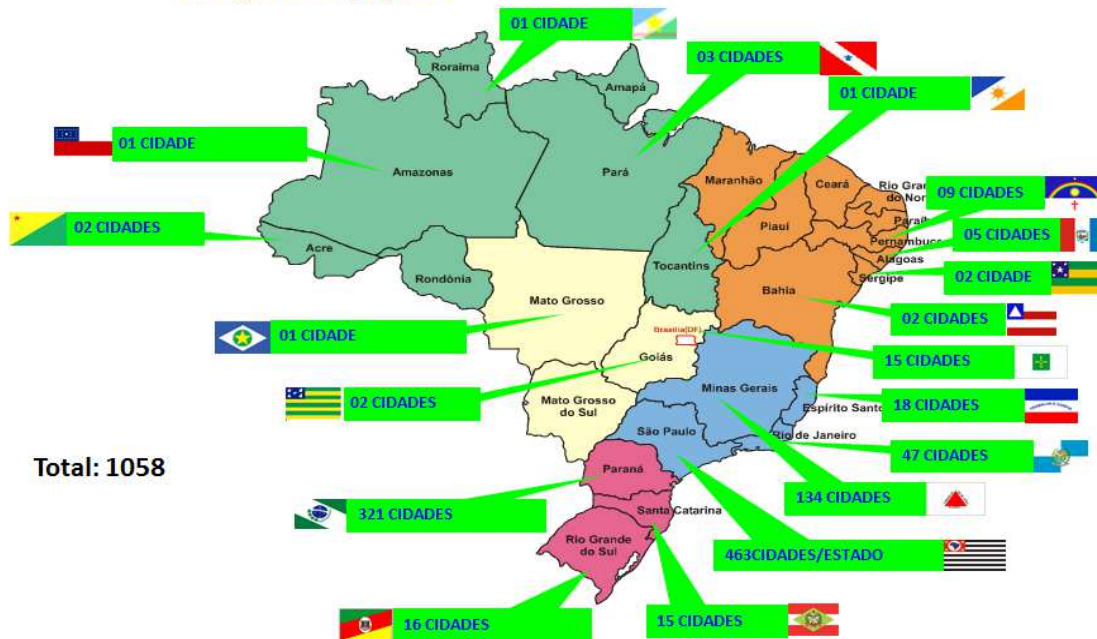 01 CIDADE
03 CIDADES
01 CIDADE
01 CIDADE
02 CIDADES
09 CIDADES
05 CIDADES
02 CIDADE
02 CIDADES
01 CIDADE
02 CIDADES
15 CIDADES
18 CIDADES
47 CIDADES
134 CIDADES
463CIDADES/ESTADO
321 CIDADES
16 CIDADES
15 CIDADES
Total: 1058
Roraima
Amapá
Amazonas
Pará
Acre
Rondônia
Tocantins
Maranhão
Ceará
Piauí
Rio Gran
do Nor
Paraíb
Pernambuco
Alagoas
Sergipe
Bahia
Mato Grosso
Brasília(DF)
Goiás
Mato Grosso
do Sul
Minas Gerais
Espírito Santo
São Paulo
Rio de Janeiro
Paraná
Santa Catarina
Rio Grande
do Sul